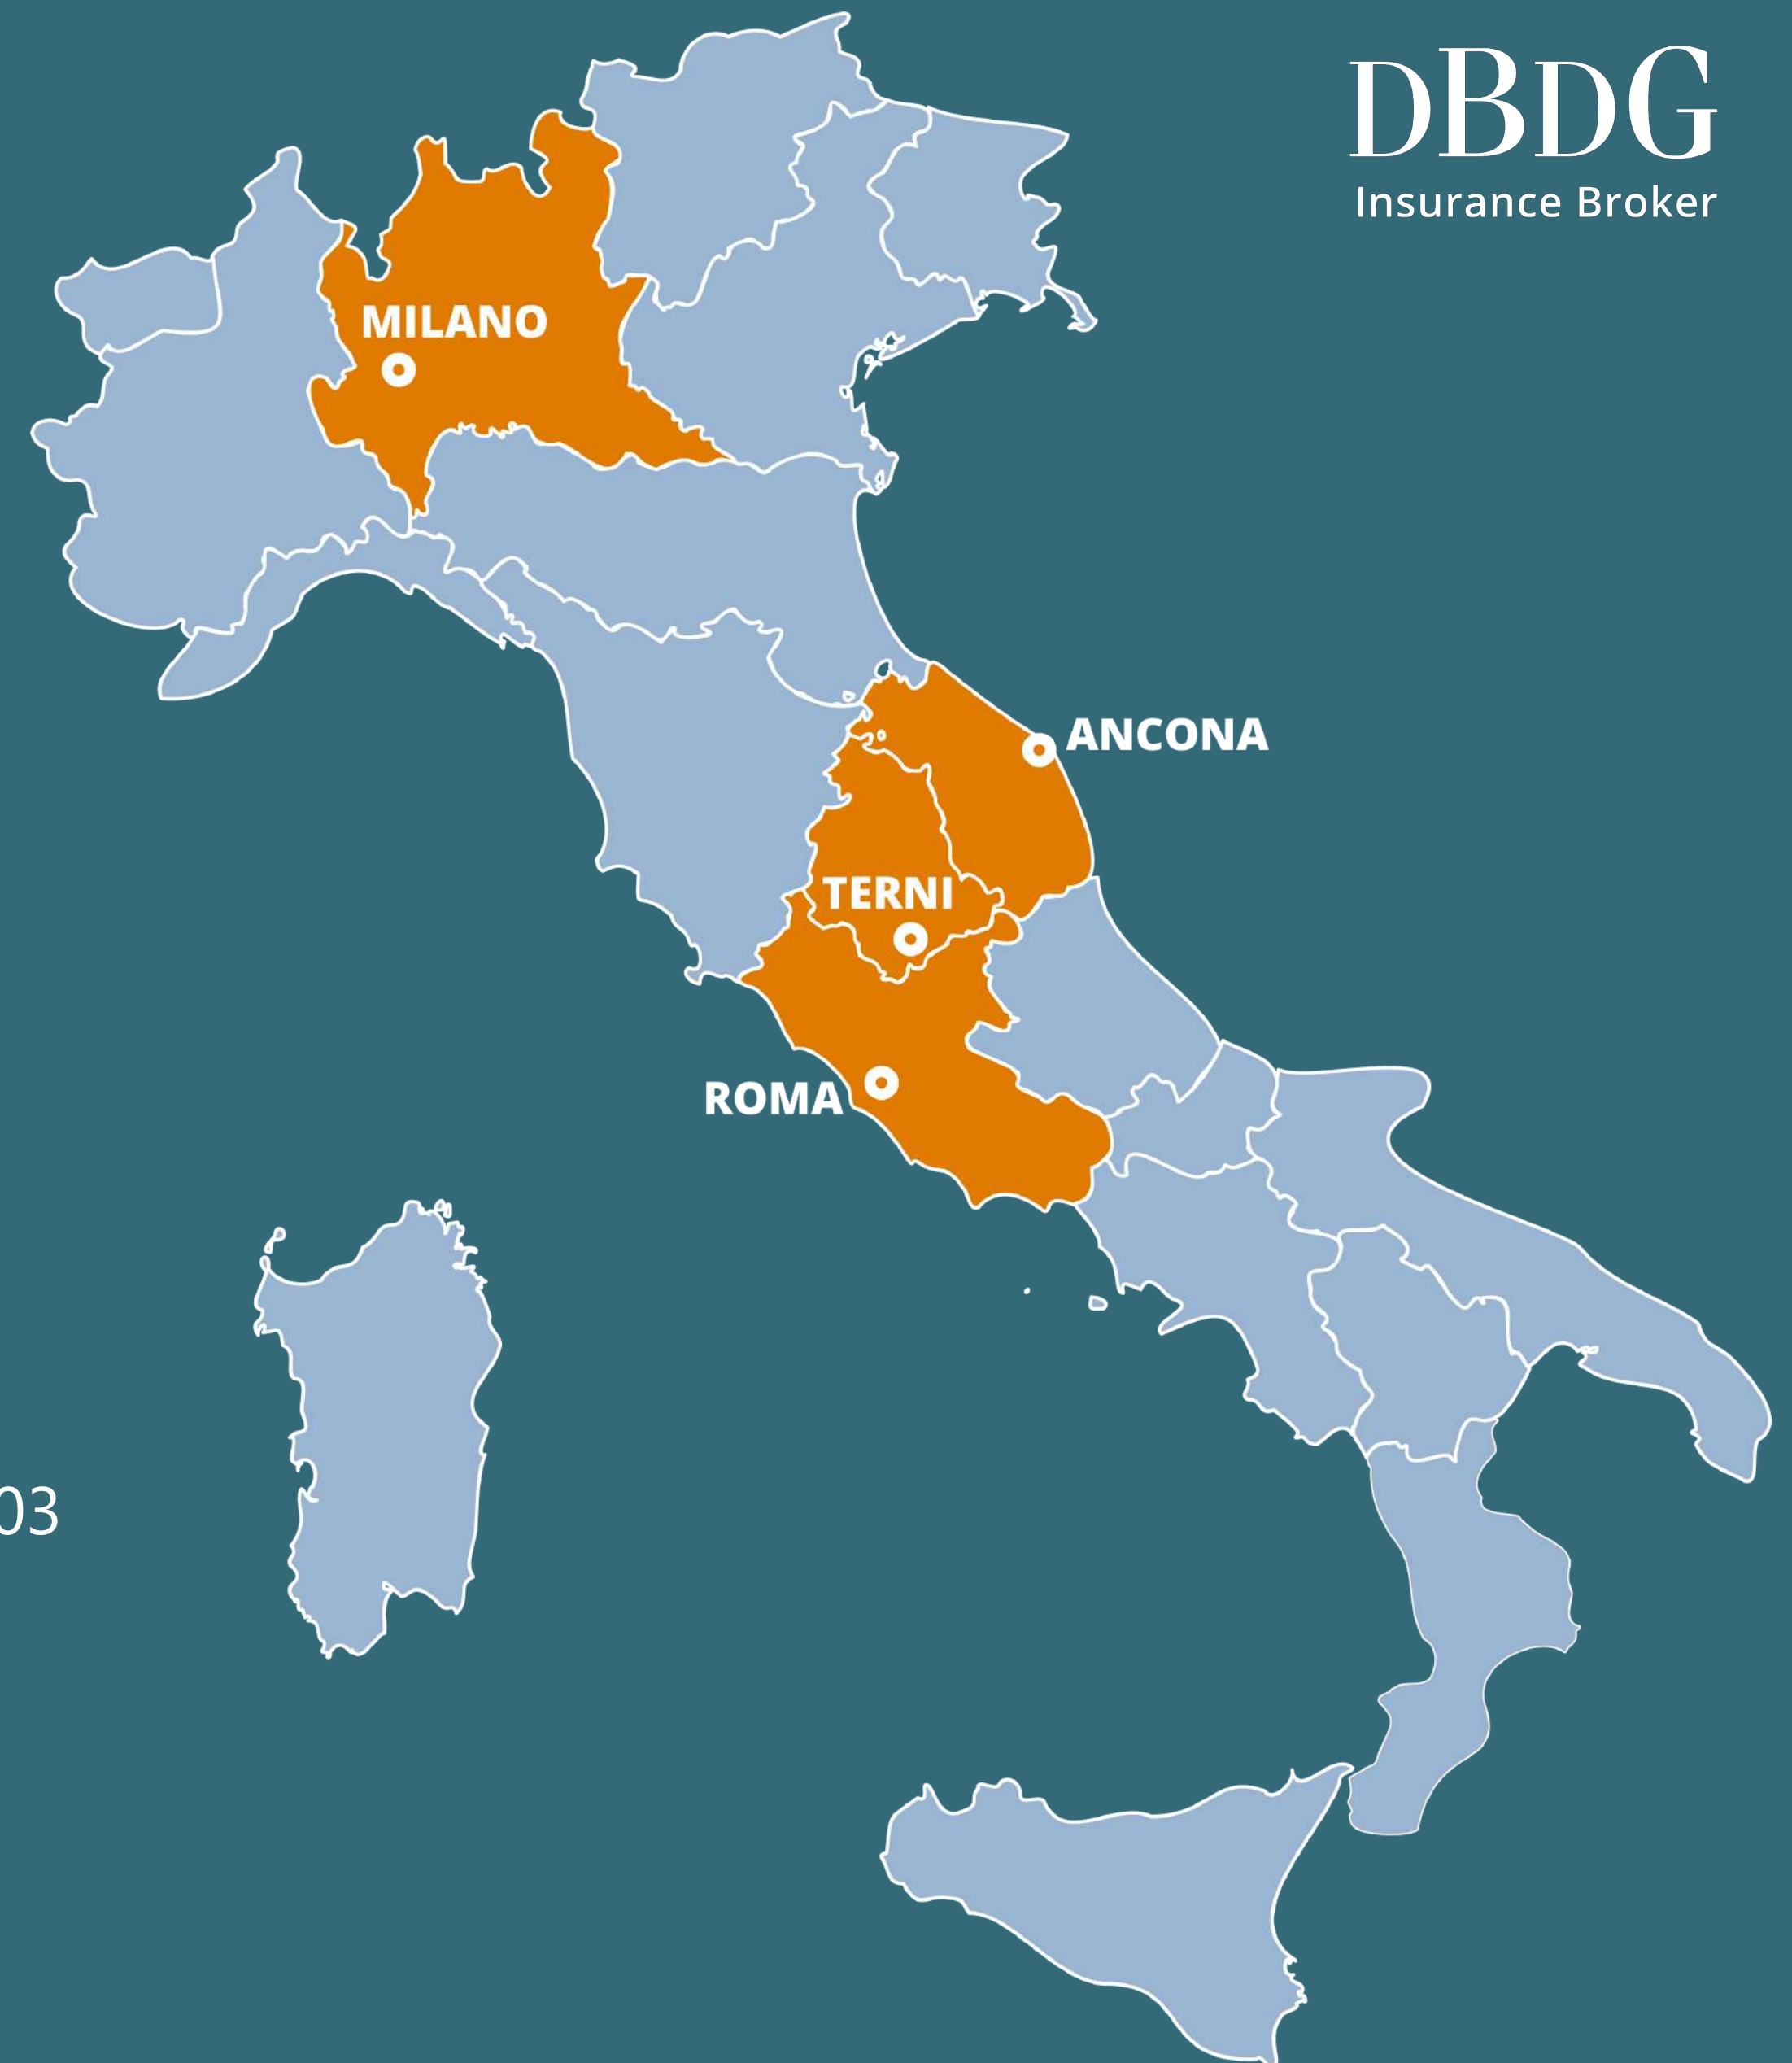 DBDG
Insurance Broker
MILANO
ANCONA
TERNI
ROMA
03